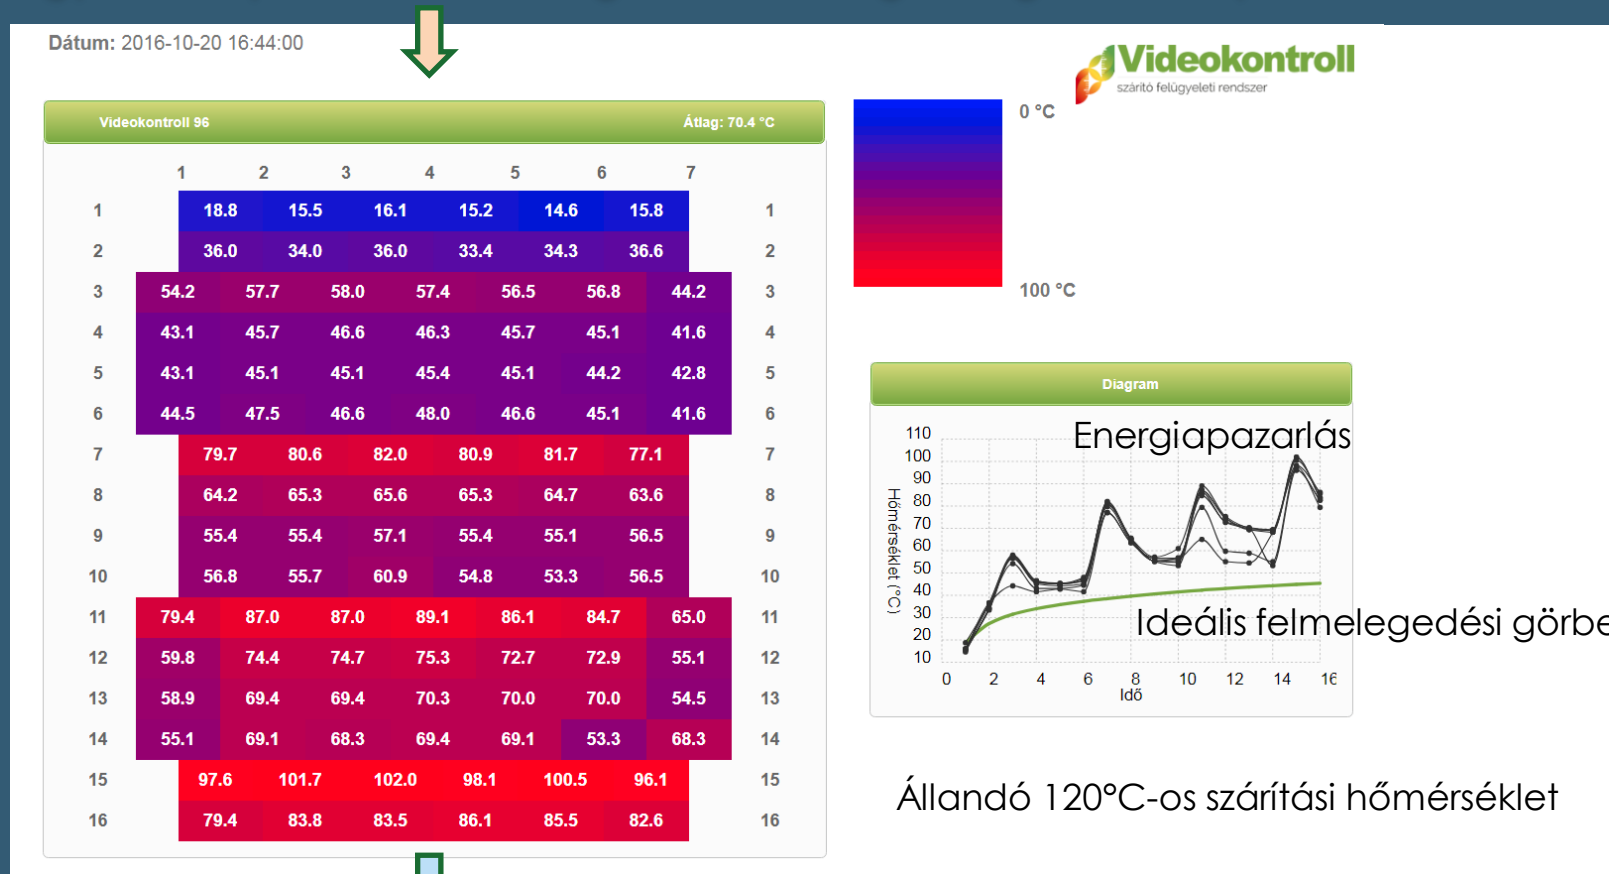 Dátum: 2016-10-20 16:44:00
Videokontroll
szárító felügyeleti rendszer
Videokontroll 96 Átlag: 70.4 °C
1 2 3 4 5 6 7
1 18.8 15.5 16.1 15.2 14.6 15.8 1
2 36.0 34.0 36.0 33.4 34.3 36.6 2
3 54.2 57.7 58.0 57.4 56.5 56.8 44.2 3
4 43.1 45.7 46.6 46.3 45.7 45.1 41.6 4
5 43.1 45.1 45.1 45.4 45.1 44.2 42.8 5
6 44.5 47.5 46.6 48.0 46.6 45.1 41.6 6
7 79.7 80.6 82.0 80.9 81.7 77.1 7
8 64.2 65.3 65.6 65.3 64.7 63.6 8
9 55.4 55.4 57.1 55.4 55.1 56.5 9
10 56.8 55.7 60.9 54.8 53.3 56.5 10
11 79.4 87.0 87.0 89.1 86.1 84.7 65.0 11
12 59.8 74.4 74.7 75.3 72.7 72.9 55.1 12
13 58.9 69.4 69.4 70.3 70.0 70.0 54.5 13
14 55.1 69.1 68.3 69.4 69.1 53.3 68.3 14
15 97.6 101.7 102.0 98.1 100.5 96.1 15
16 79.4 83.8 83.5 86.1 85.5 82.6 16
0 °C
100 °C
Diagram
Energiapazarlás
110
100
90
80
70
60
50
40
30
20
10
Hőmérséklet (°C)
Ideális felmelegedési görbe
0 2 4 6 8 10 12 14 16
Idő
Állandó 120°C-os szárítási hőmérséklet